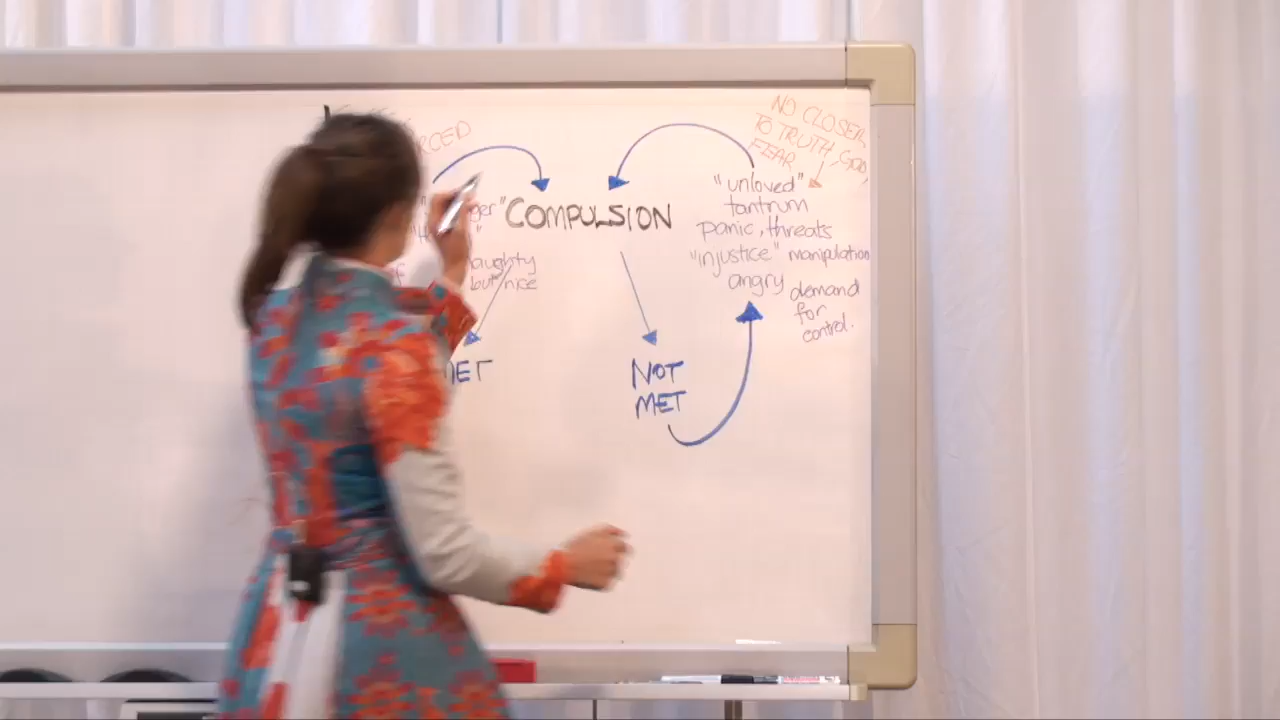 NO CLOSER
TO TRUTH, GOD,
FEAR
COMPULSION
"unloved"
tantrum
panic, threats
"injustice" manipulation
angry
demand
for
control.
but nice
MET
NOT
MET